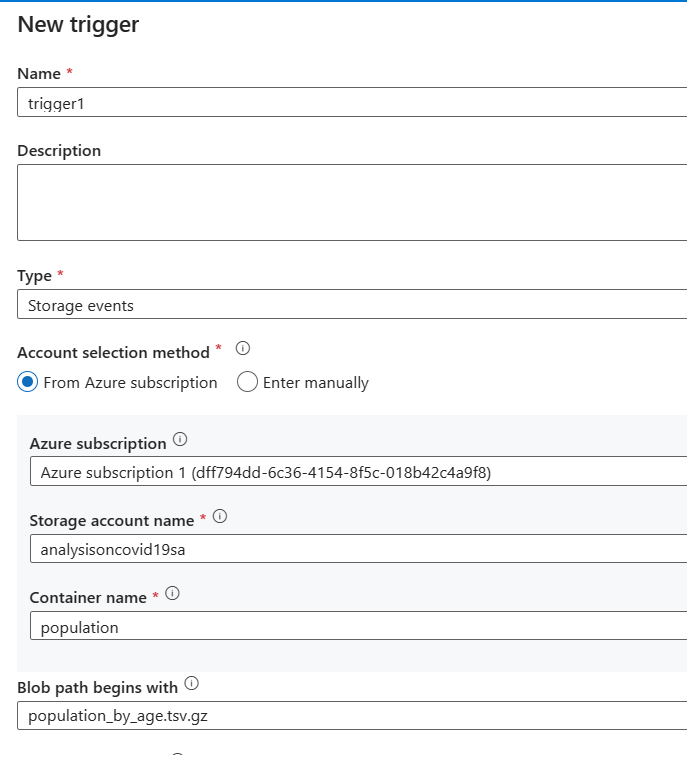 New trigger
Name *
trigger1
Description
Type *
Storage events
Account selection method *
From Azure subscription Enter manually
Azure subscription
Azure subscription 1 (dff794dd-6c36-4154-8f5c-018b42c4a9f8)
Storage account name *
analysisoncovid19sa
Container name *
population
Blob path begins with
population_by_age.tsv.gz